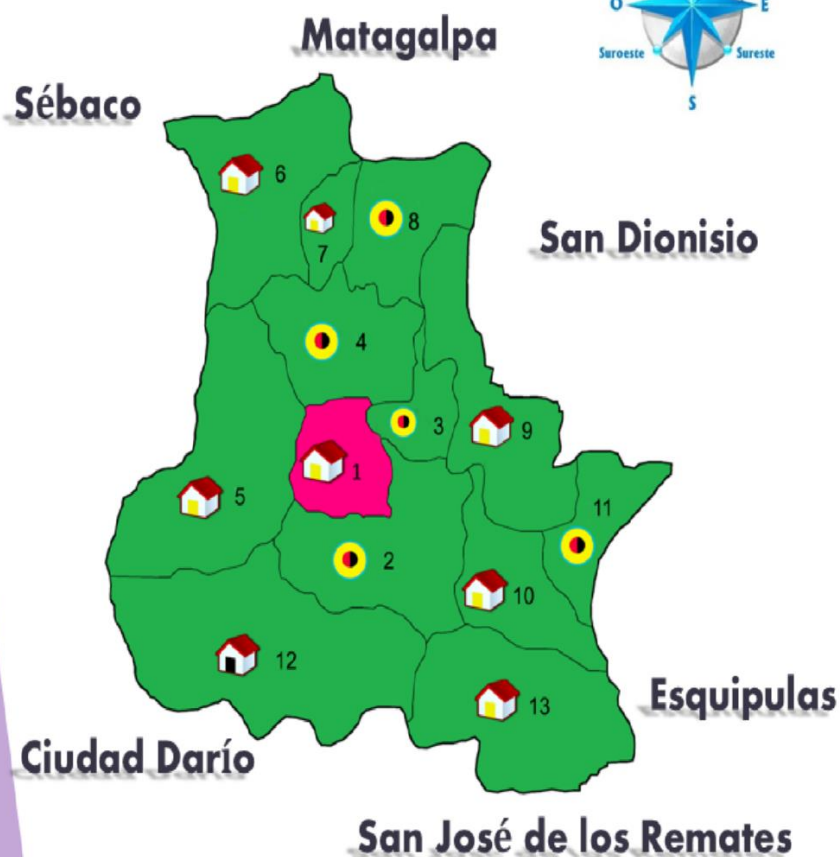 O
E
Suroeste
Sureste
S
Matagalpa
Sébaco
6
7
8
San Dionisio
4
3
9
1
5
11
2
10
12
13
Esquipulas
Ciudad Darío
San José de los Remates